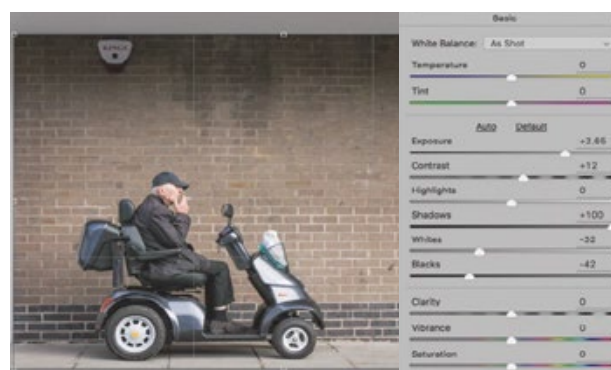 Basic
White Balance: As Shot
Temperature 0
Tint 0
Auto Default
Exposure +3.66
Contrast +12
Highlights 0
Shadows +100
Whites -32
Blacks -42
Clarity 0
Vibrance 0
Saturation 0